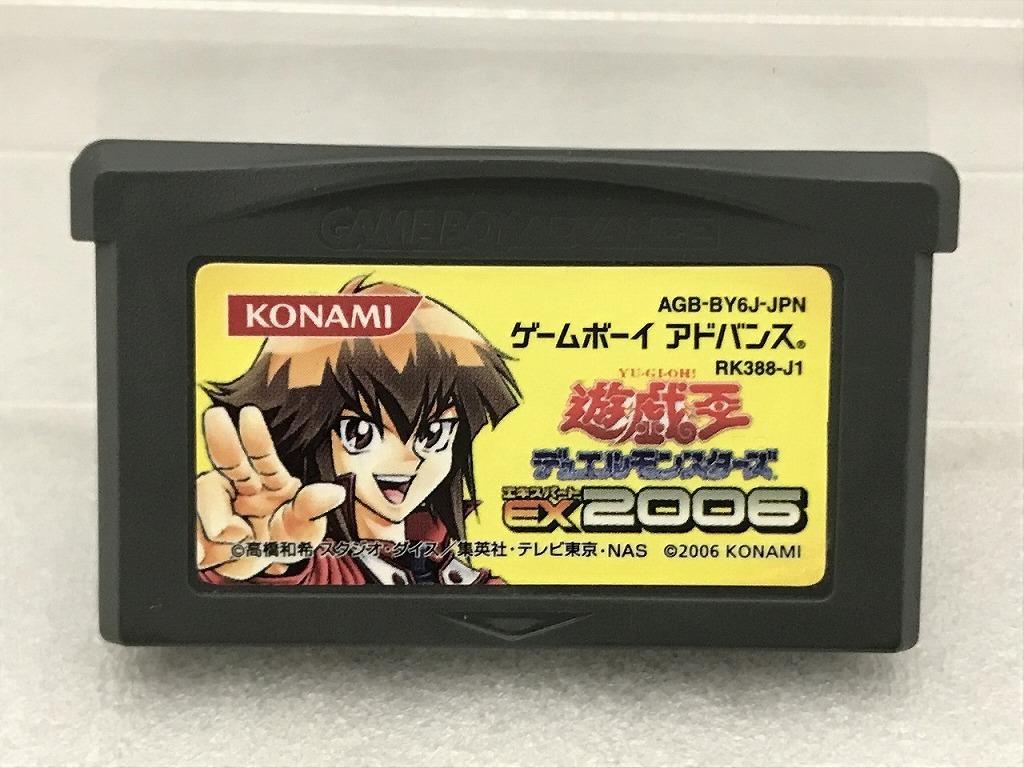 GAME BOY ADVANCE
KONAMI
AGB-BY6J-JPN
ゲームボーイ アドバンス®
RK388-J1
YU-GI-OH!
遊戯王
デュエルモンスターズ
エキスパート
EX2006
©高橋和希 スタジオ・ダイス／集英社・テレビ東京・NAS ©2006 KONAMI